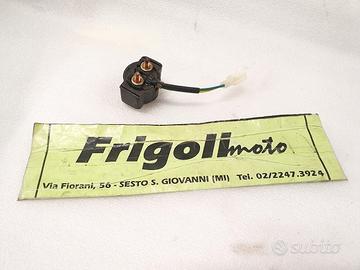 Frigolimoto
Via Fiorani, 56 - SESTO S. GIOVANNI (MI) Tel. 02/2247.3924
subito